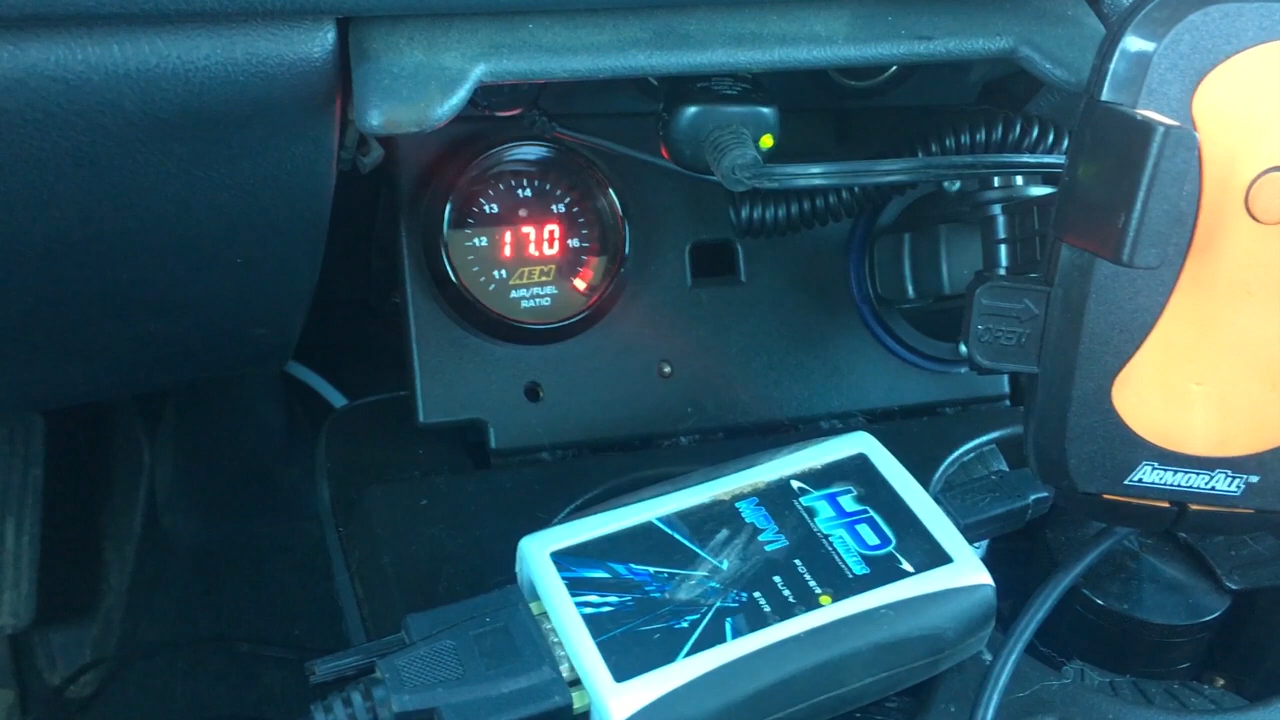 14
13
15
12
17.0
16
11
AEM
AIR/FUEL
RATIO
OPEN
ARMORALL™
HP
TUNERS
MPVI
POWER
BUSY
ERR